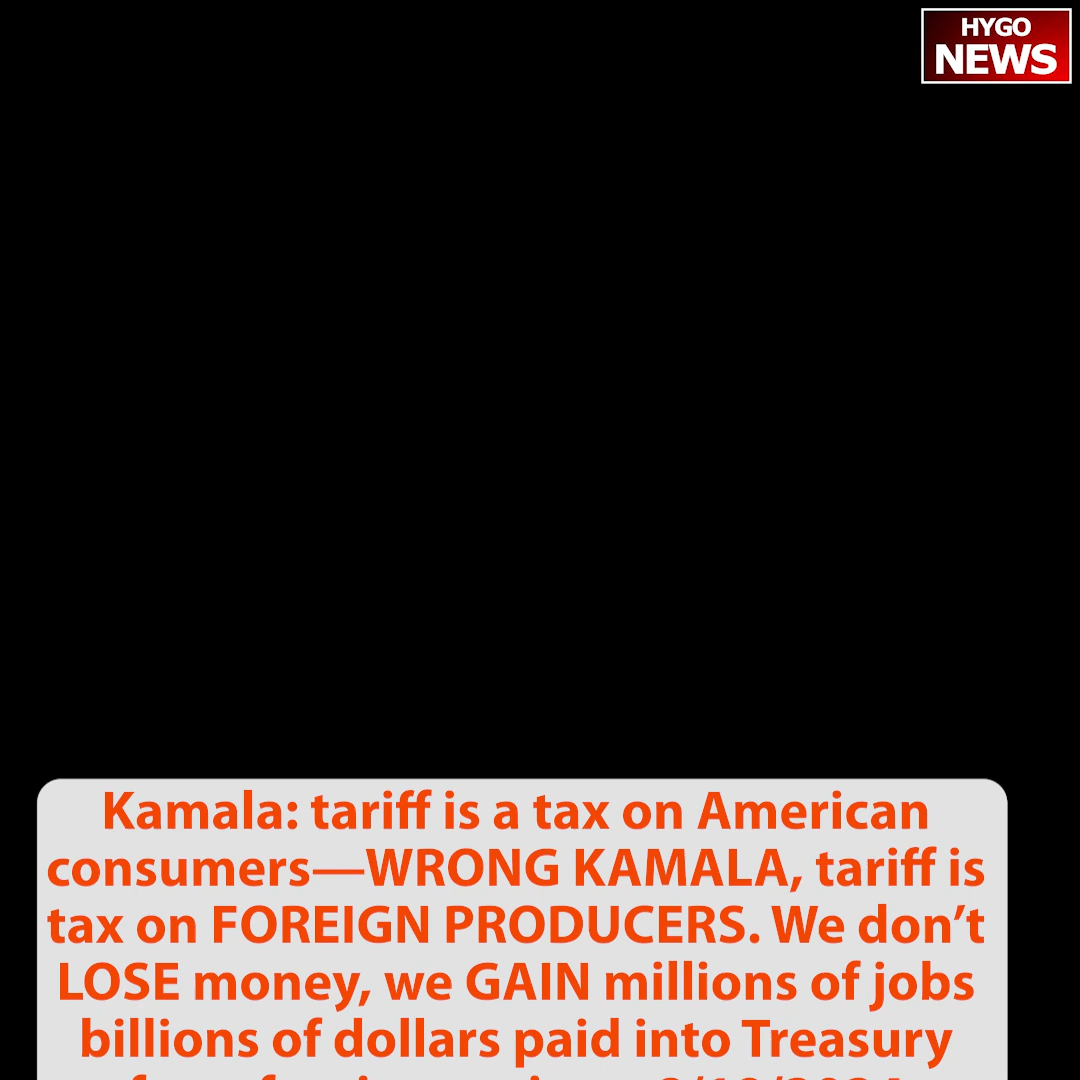 HYGO
NEWS
Kamala: tariff is a tax on American
consumers—WRONG KAMALA, tariff is
tax on FOREIGN PRODUCERS. We don’t
LOSE money, we GAIN millions of jobs
billions of dollars paid into Treasury